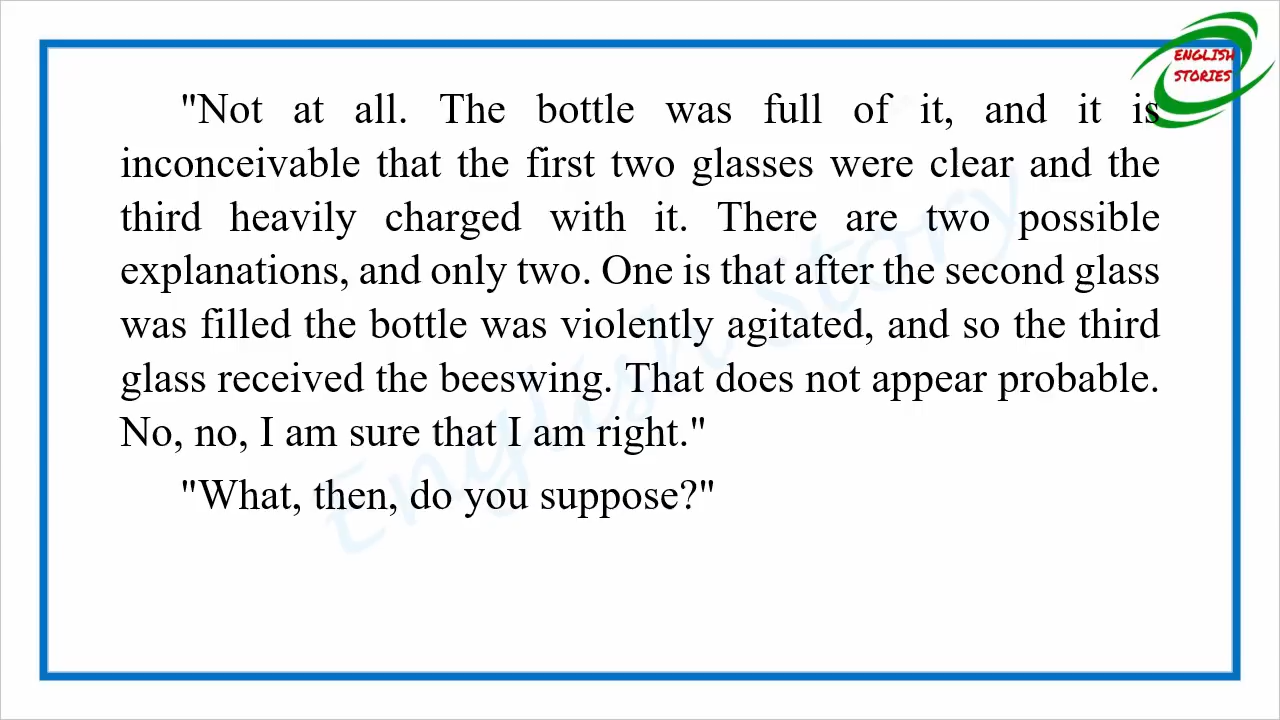 ENGLISH
STORIES
"Not at all. The bottle was full of it, and it is
inconceivable that the first two glasses were clear and the
third heavily charged with it. There are two possible
explanations, and only two. One is that after the second glass
was filled the bottle was violently agitated, and so the third
glass received the beeswing. That does not appear probable.
No, no, I am sure that I am right."
"What, then, do you suppose?"
English Story